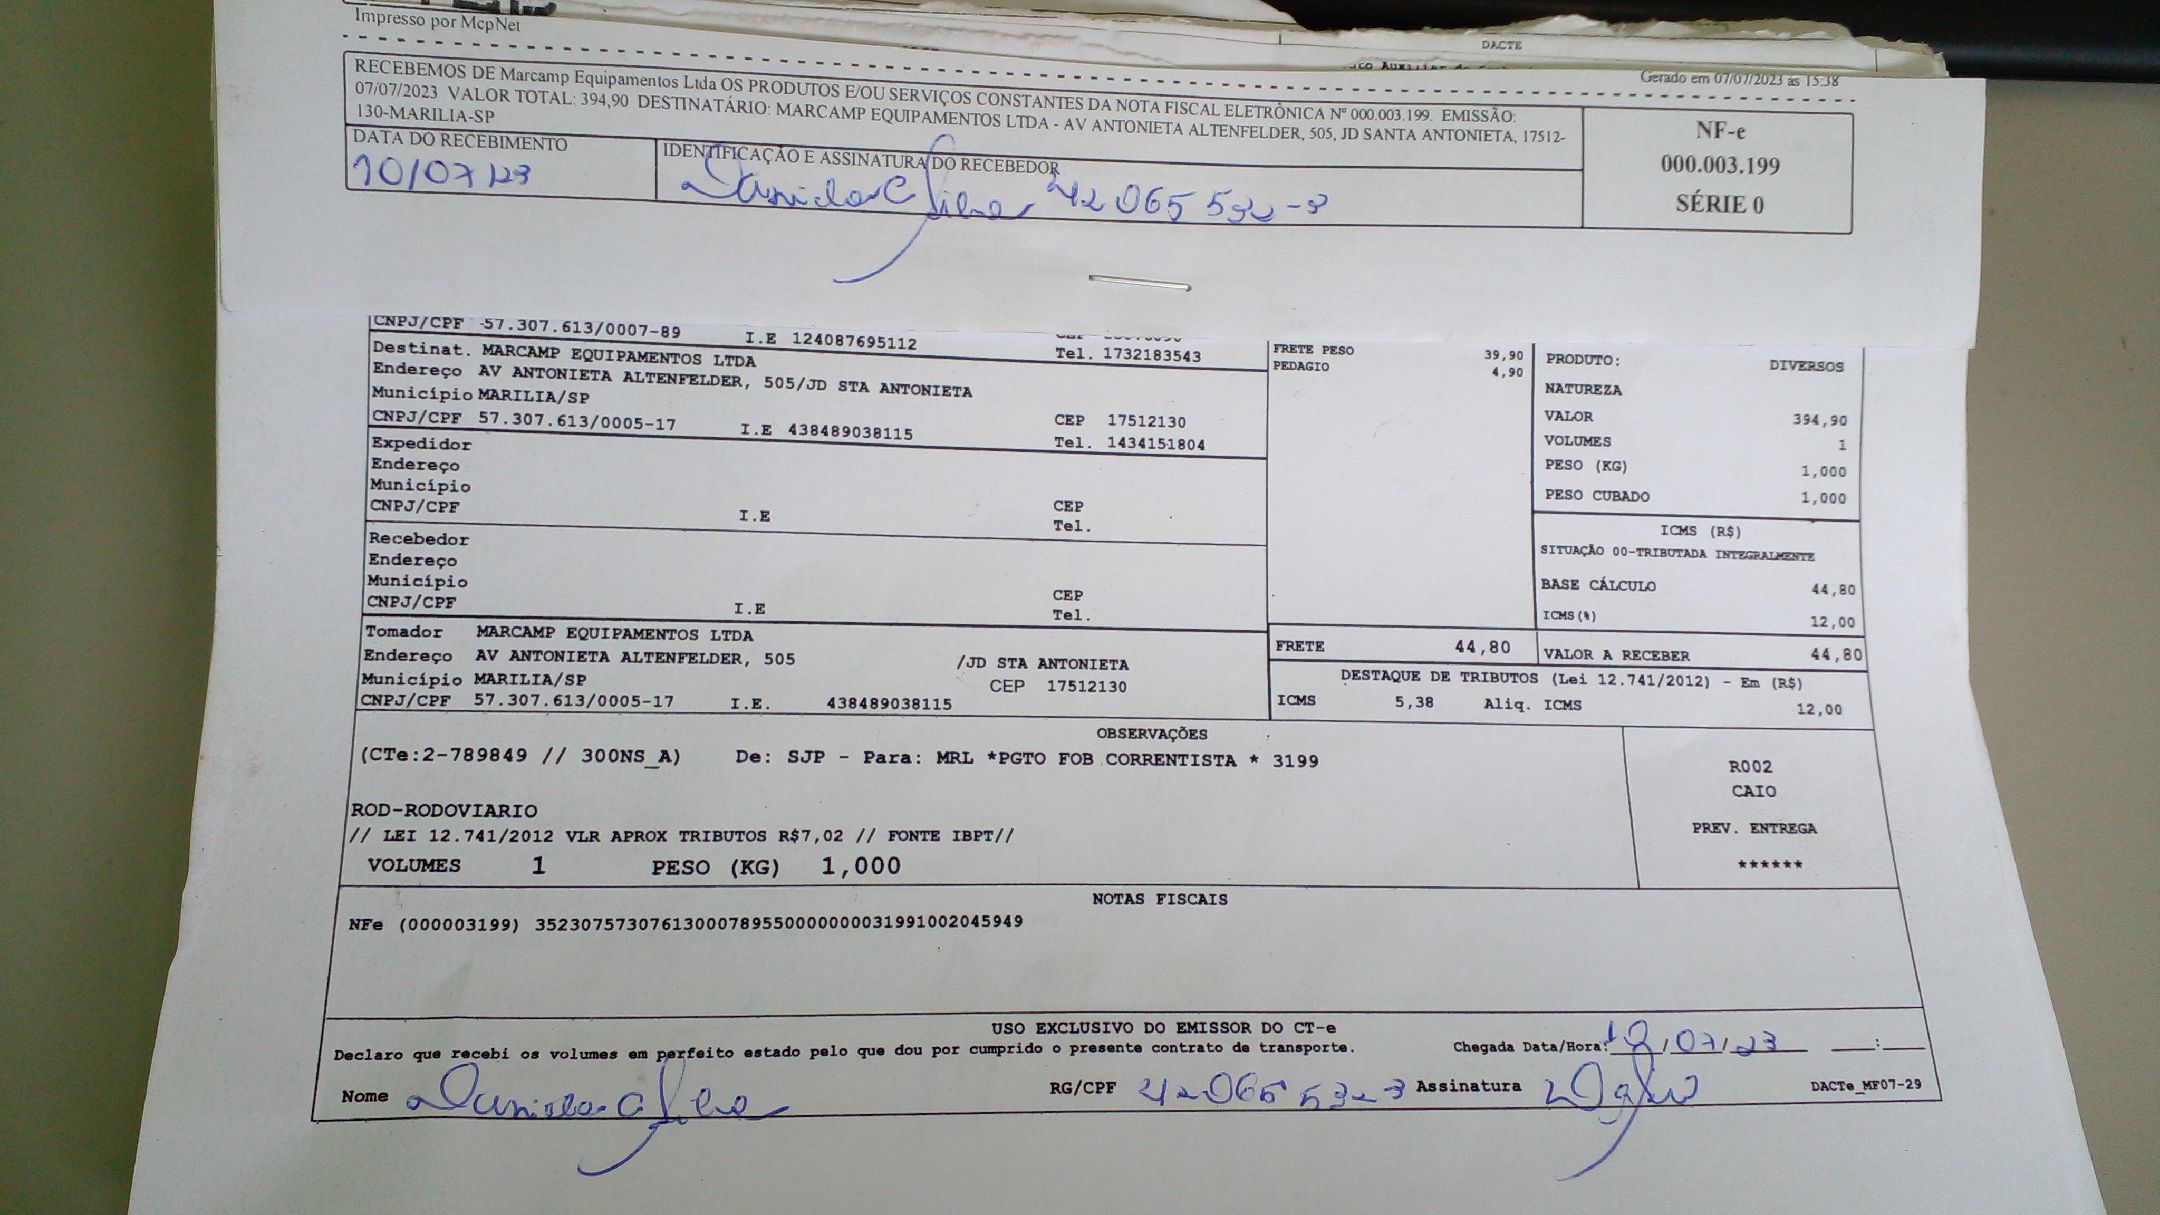 Impresso por McpNet
DACTE
Gerado em 07/07/2023 as 15:38
RECEBEMOS DE Marcamp Equipamentos Ltda OS PRODUTOS E/OU SERVIÇOS CONSTANTES DA NOTA FISCAL ELETRÔNICA Nº 000.003.199. EMISSÃO:
07/07/2023 VALOR TOTAL: 394,90 DESTINATÁRIO: MARCAMP EQUIPAMENTOS LTDA - AV ANTONIETA ALTENFELDER, 505, JD SANTA ANTONIETA, 17512-
130-MARILIA-SP
NF-e
000.003.199
SÉRIE 0
DATA DO RECEBIMENTO
10/07/23
IDENTIFICAÇÃO E ASSINATURA DO RECEBEDOR
42 065 532-3
CNPJ/CPF 57.307.613/0007-89 I.E 124087695112
Tel. 1732183543
Destinat. MARCAMP EQUIPAMENTOS LTDA
Endereço AV ANTONIETA ALTENFELDER, 505/JD STA ANTONIETA
Município MARILIA/SP CEP 17512130
CNPJ/CPF 57.307.613/0005-17 I.E 438489038115 Tel. 1434151804
Expedidor
Endereço
Município CEP
CNPJ/CPF I.E Tel.
Recebedor
Endereço
Município CEP
CNPJ/CPF I.E Tel.
Tomador MARCAMP EQUIPAMENTOS LTDA
Endereço AV ANTONIETA ALTENFELDER, 505 /JD STA ANTONIETA
Município MARILIA/SP CEP 17512130
CNPJ/CPF 57.307.613/0005-17 I.E. 438489038115
FRETE PESO 39,90
PEDAGIO 4,90
FRETE 44,80
PRODUTO: DIVERSOS
NATUREZA
VALOR 394,90
VOLUMES 1
PESO (KG) 1,000
PESO CUBADO 1,000
ICMS (R$)
SITUAÇÃO 00-TRIBUTADA INTEGRALMENTE
BASE CÁLCULO 44,80
ICMS(%) 12,00
VALOR A RECEBER 44,80
DESTAQUE DE TRIBUTOS (Lei 12.741/2012) - Em (R$)
ICMS 5,38 Aliq. ICMS 12,00
OBSERVAÇÕES
(CTe:2-789849 // 300NS_A) De: SJP - Para: MRL *PGTO FOB CORRENTISTA * 3199
ROD-RODOVIARIO
// LEI 12.741/2012 VLR APROX TRIBUTOS R$7,02 // FONTE IBPT//
VOLUMES 1 PESO (KG) 1,000
R002
CAIO
PREV. ENTREGA
******
NOTAS FISCAIS
NFe (000003199) 35230757307613000789550000000031991002045949
USO EXCLUSIVO DO EMISSOR DO CT-e
Declaro que recebi os volumes em perfeito estado pelo que dou por cumprido o presente contrato de transporte. Chegada Data/Hora: 10/07/23 ___:___
Nome RG/CPF 42 065 532-3 Assinatura DACTe_MF07-29